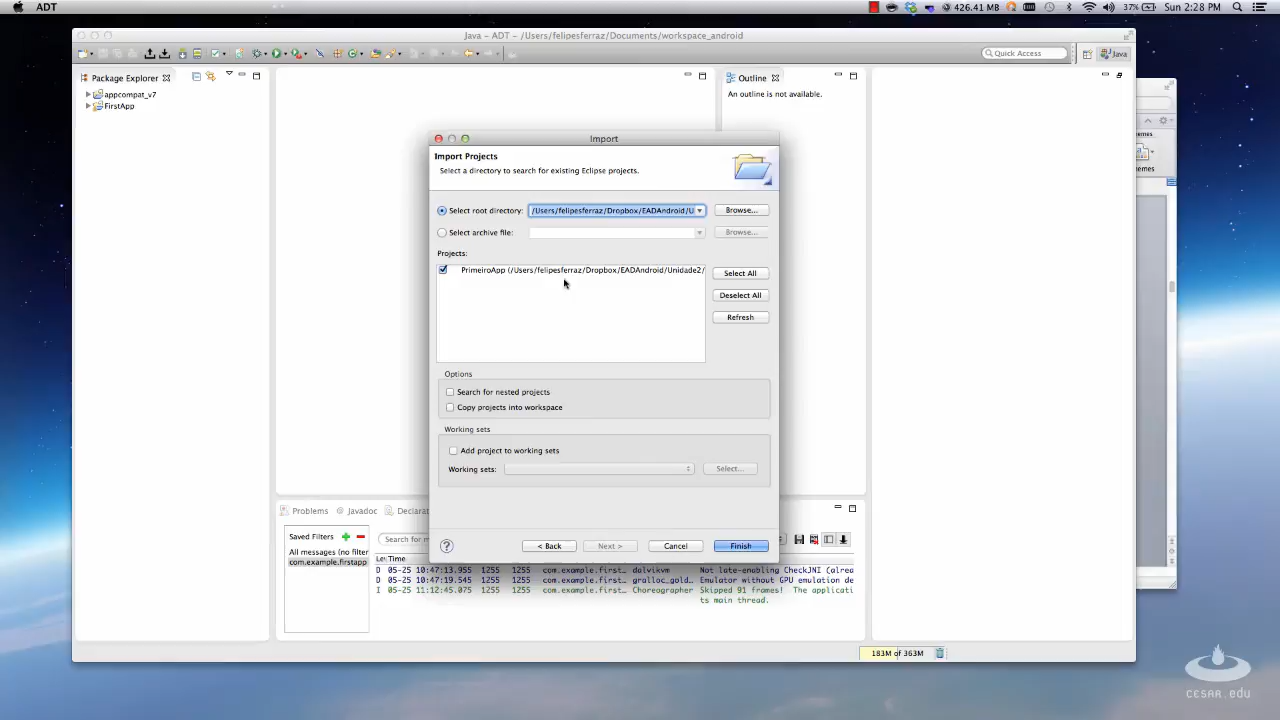 ADT
426.41 MB
37%
Sun 2:28 PM
Java - ADT - /Users/felipesferraz/Documents/workspace_android
Quick Access
Java
Package Explorer
Outline
appcompat_v7
FirstApp
An outline is not available.
Import
Import Projects
Select a directory to search for existing Eclipse projects.
Select root directory:
/Users/felipesferraz/Dropbox/EADAndroid/U
Browse...
Select archive file:
Browse...
Projects:
PrimeiroApp (/Users/felipesferraz/Dropbox/EADAndroid/Unidade2/
Select All
Deselect All
Refresh
Options
Search for nested projects
Copy projects into workspace
Working sets
Add project to working sets
Working sets:
Select...
< Back
Next >
Cancel
Finish
Problems
Javadoc
Declarat
Saved Filters
Search for m
All messages (no filter
com.example.firstapp
Le Time
D 05-25 10:47:13.955 1255 1255 com.example.first... dalvikvm Not late-enabling CheckJNI (alrea
D 05-25 10:47:19.545 1255 1255 com.example.first... gralloc_gold... Emulator without GPU emulation de
I 05-25 11:12:45.075 1255 1255 com.example.first... Choreographer Skipped 91 frames! The applicati
ts main thread.
183M of 363M
emes
CESAR.EDU